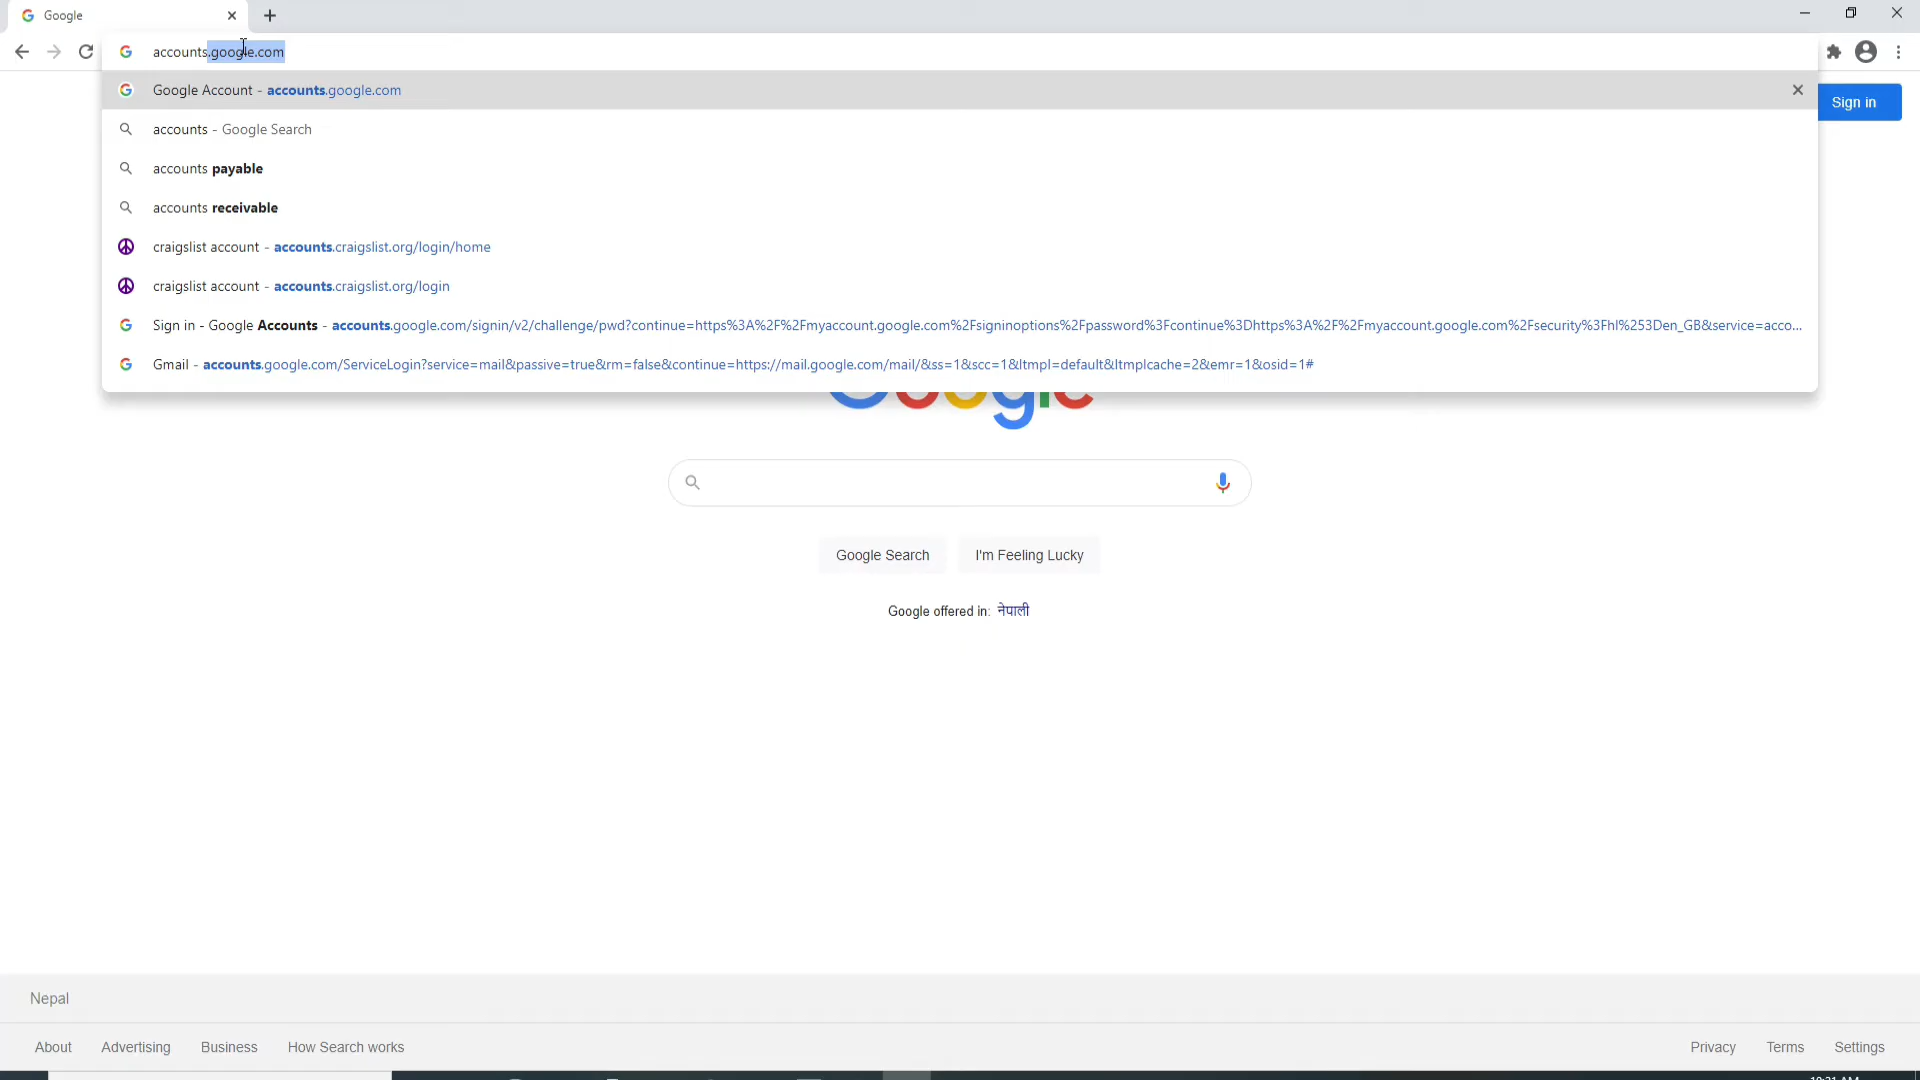 Google
accounts.google.com
Google Account - accounts.google.com
Sign in
accounts - Google Search
accounts payable
accounts receivable
craigslist account - accounts.craigslist.org/login/home
craigslist account - accounts.craigslist.org/login
Sign in - Google Accounts - accounts.google.com/signin/v2/challenge/pwd?continue=https%3A%2F%2Fmyaccount.google.com%2Fsigninoptions%2Fpassword%3Fcontinue%3Dhttps%3A%2F%2Fmyaccount.google.com%2Fsecurity%3Fhl%253Den_GB&service=acco...
Gmail - accounts.google.com/ServiceLogin?service=mail&passive=true&rm=false&continue=https://mail.google.com/mail/&ss=1&scc=1&ltmpl=default&ltmplcache=2&emr=1&osid=1#
Google
Google Search
I'm Feeling Lucky
Google offered in: नेपाली
Nepal
About Advertising Business How Search works
Privacy Terms Settings